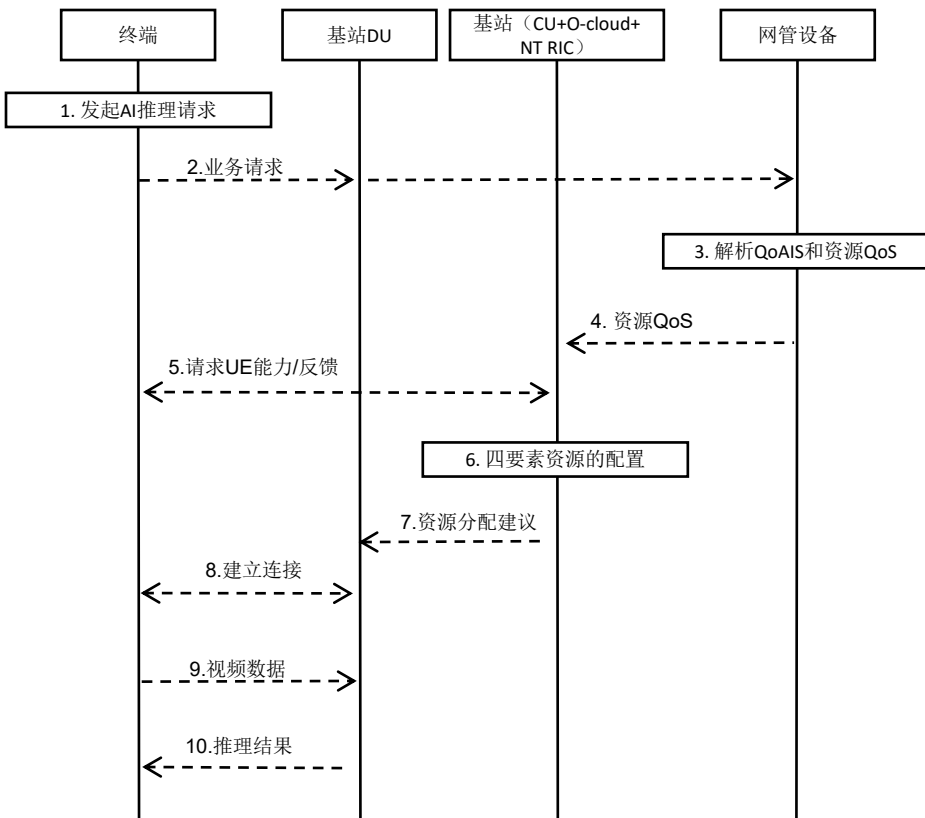 终端
基站DU
基站（CU+O-cloud+
NT RIC）
网管设备
1. 发起AI推理请求
2.业务请求
3. 解析QoAIS和资源QoS
4. 资源QoS
5.请求UE能力/反馈
6. 四要素资源的配置
7.资源分配建议
8.建立连接
9.视频数据
10.推理结果